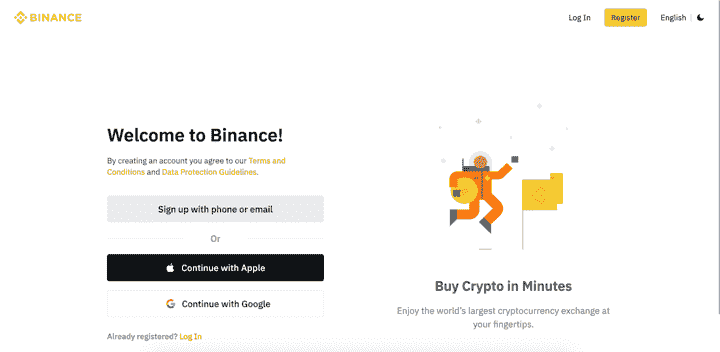 BINANCE
Log In
Register
English
Welcome to Binance!
By creating an account you agree to our Terms and
Conditions and Data Protection Guidelines.
Sign up with phone or email
Or
Continue with Apple
Continue with Google
Already registered? Log In
Buy Crypto in Minutes
Enjoy the world's largest cryptocurrency exchange at
your fingertips.